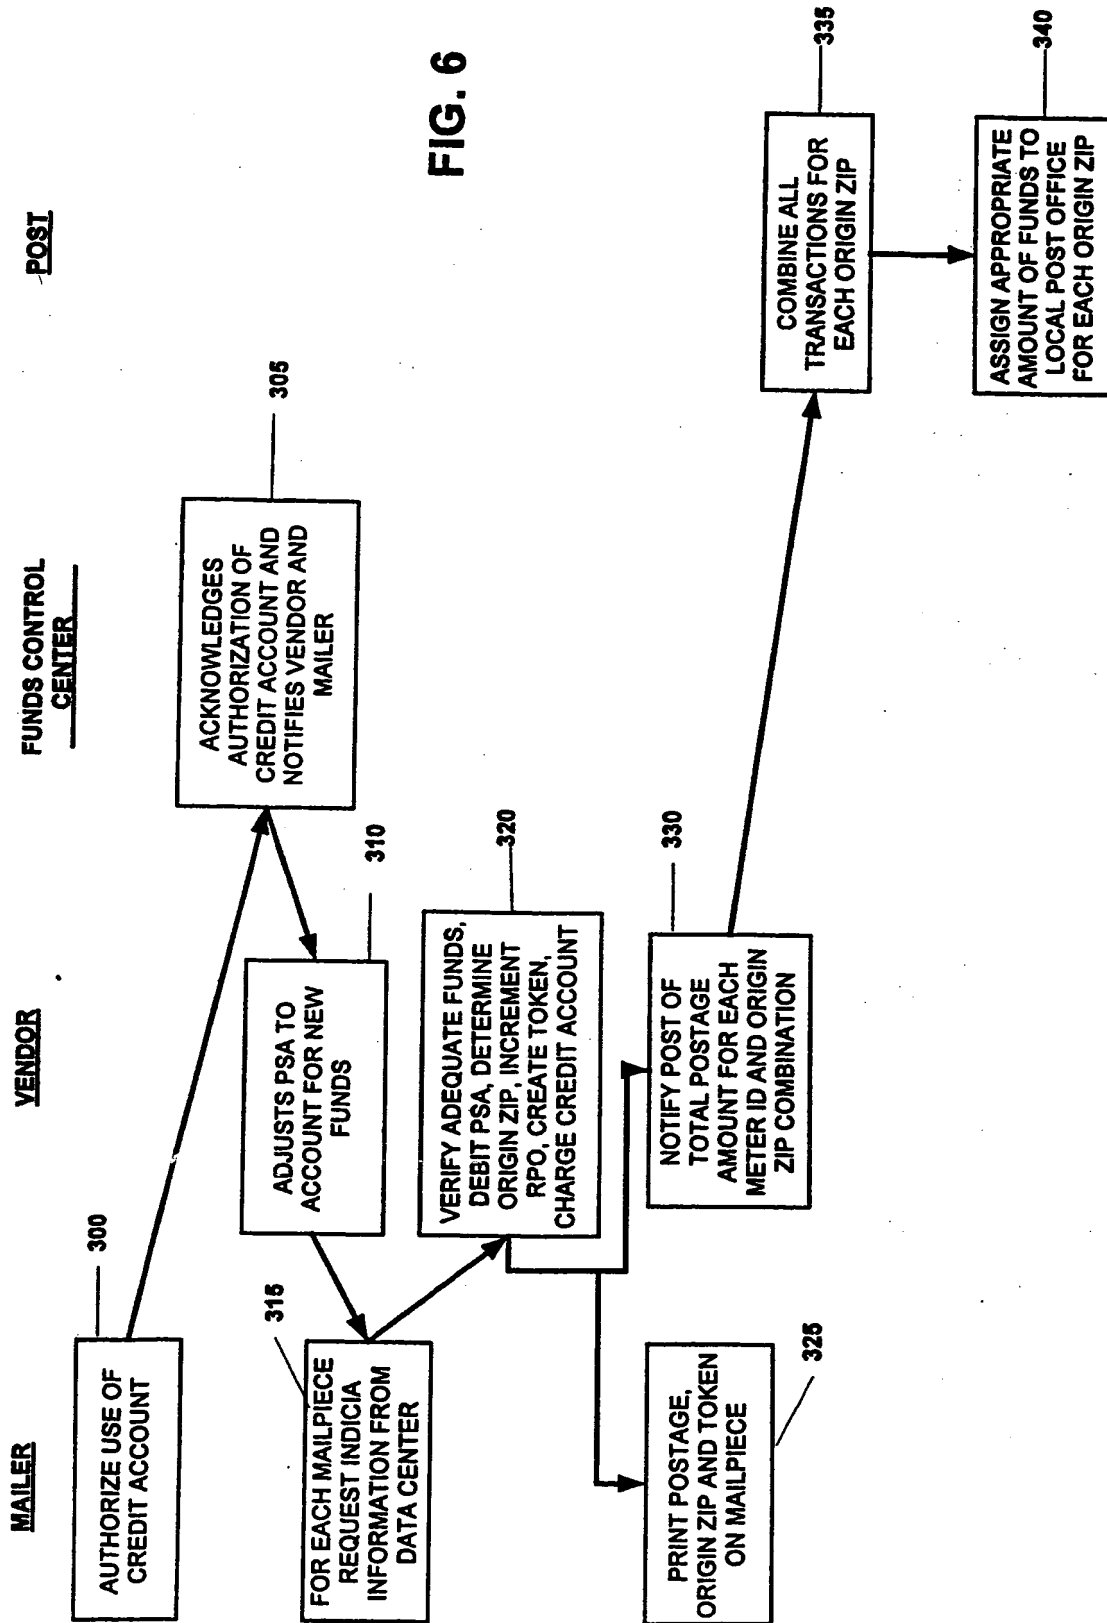 MAILER
VENDOR
FUNDS CONTROL
CENTER
POST
300
AUTHORIZE USE OF
CREDIT ACCOUNT
305
ACKNOWLEDGES
AUTHORIZATION OF
CREDIT ACCOUNT AND
NOTIFIES VENDOR AND
MAILER
310
ADJUSTS PSA TO
ACCOUNT FOR NEW
FUNDS
315
FOR EACH MAILPIECE
REQUEST INDICIA
INFORMATION FROM
DATA CENTER
320
VERIFY ADEQUATE FUNDS,
DEBIT PSA, DETERMINE
ORIGIN ZIP, INCREMENT
RPO, CREATE TOKEN,
CHARGE CREDIT ACCOUNT
FIG. 6
325
PRINT POSTAGE,
ORIGIN ZIP AND TOKEN
ON MAILPIECE
330
NOTIFY POST OF
TOTAL POSTAGE
AMOUNT FOR EACH
METER ID AND ORIGIN
ZIP COMBINATION
335
COMBINE ALL
TRANSACTIONS FOR
EACH ORIGIN ZIP
340
ASSIGN APPROPRIATE
AMOUNT OF FUNDS TO
LOCAL POST OFFICE
FOR EACH ORIGIN ZIP